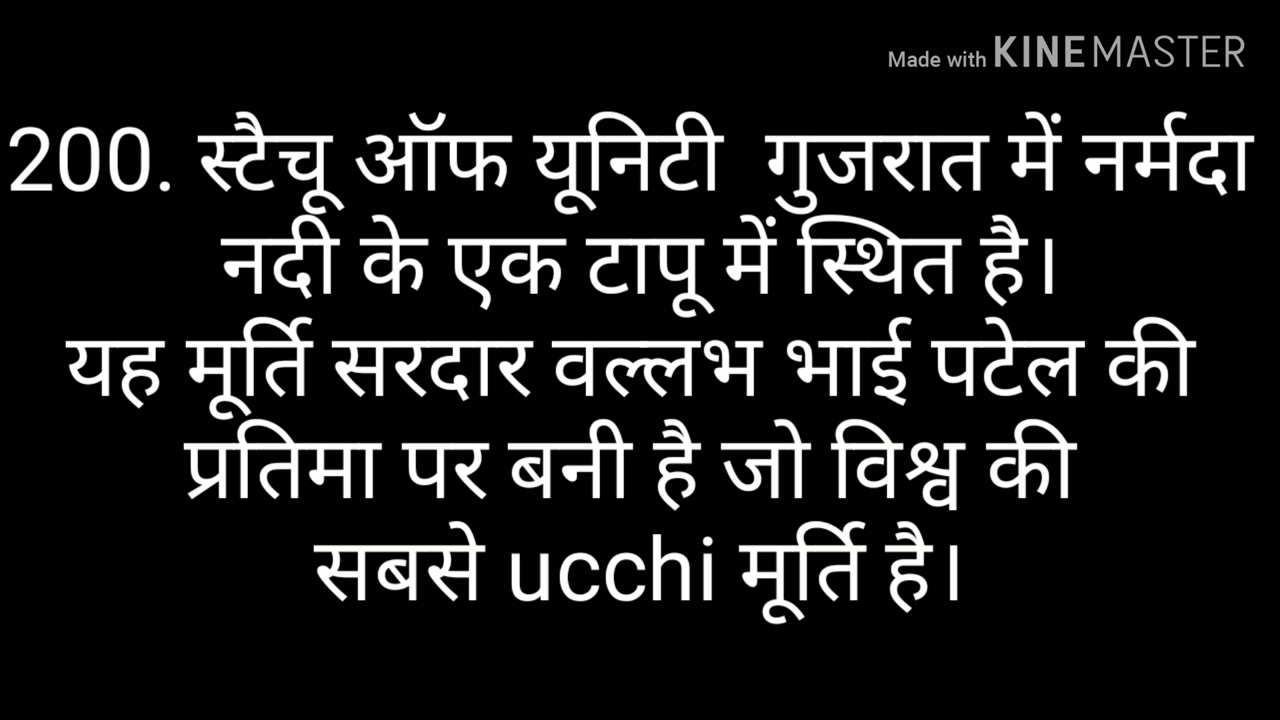 Made with KINEMASTER
200. स्टैचू ऑफ यूनिटी गुजरात में नर्मदा
नदी के एक टापू में स्थित है।
यह मूर्ति सरदार वल्लभ भाई पटेल की
प्रतिमा पर बनी है जो विश्व की
सबसे ucchi मूर्ति है।